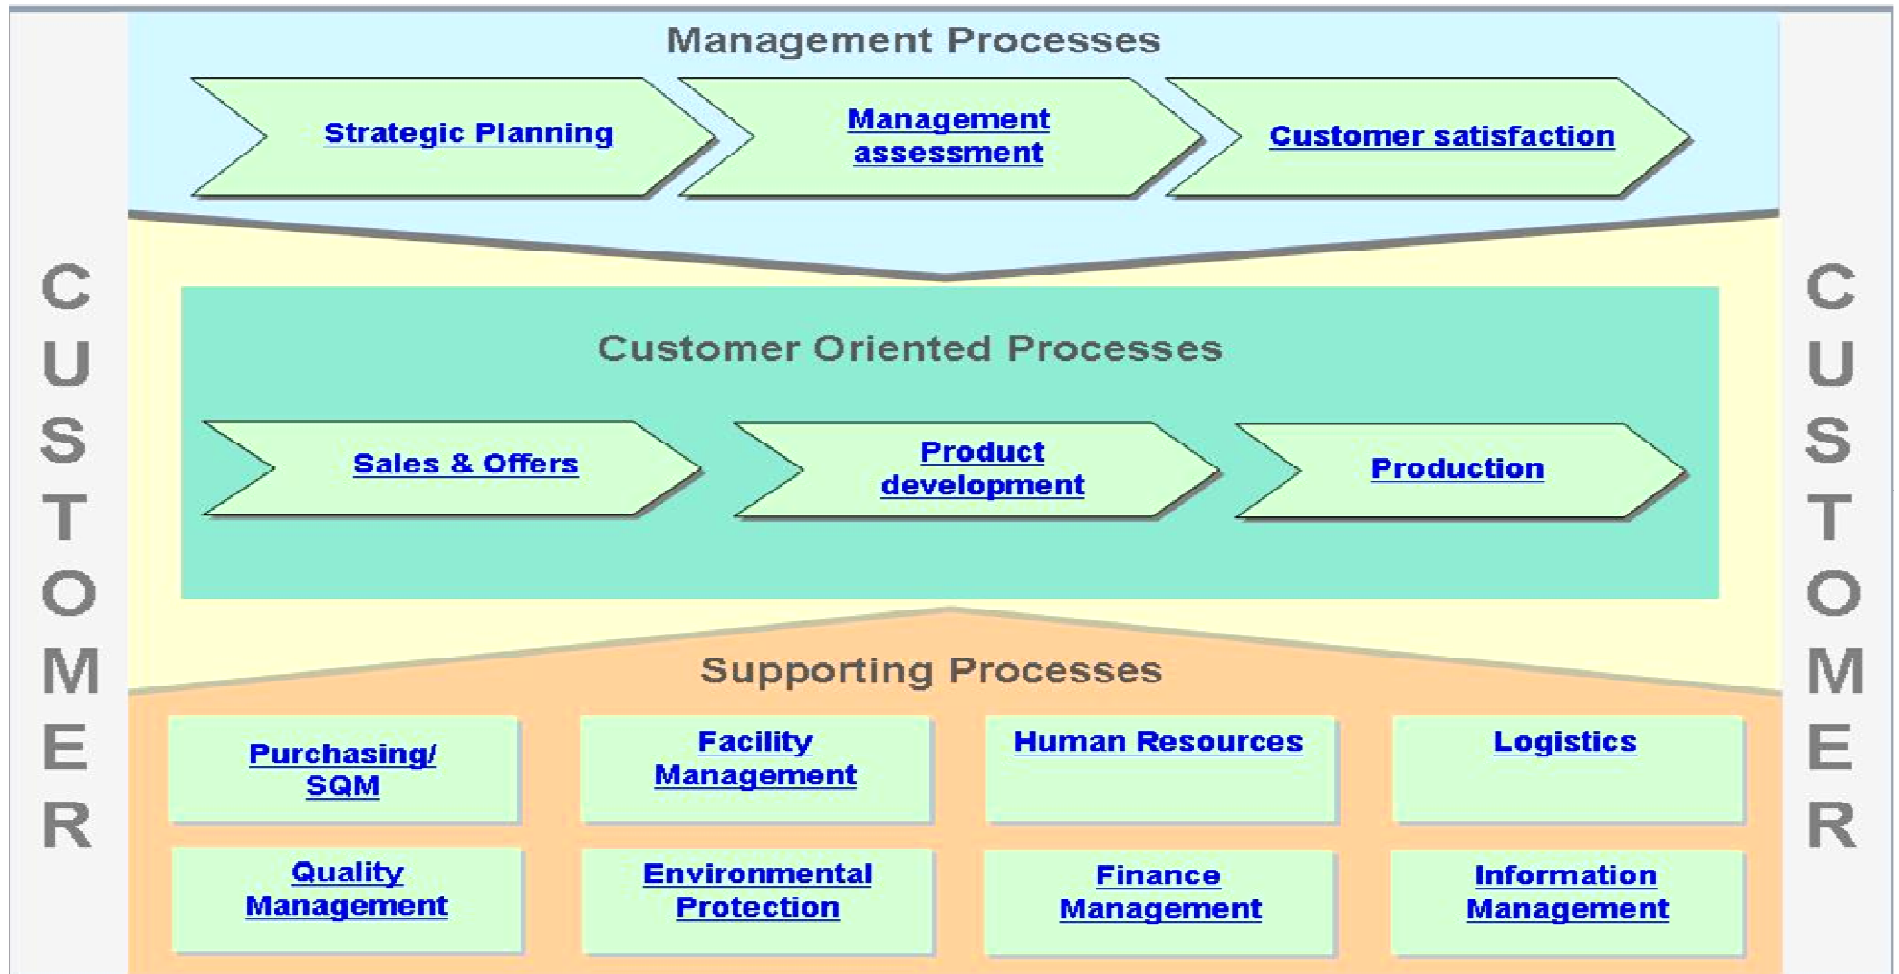 Management Processes
Strategic Planning
Management
assessment
Customer satisfaction
CUSTOMER
Customer Oriented Processes
Sales & Offers
Product
development
Production
CUSTOMER
Supporting Processes
Purchasing/
SQM
Facility
Management
Human Resources
Logistics
Quality
Management
Environmental
Protection
Finance
Management
Information
Management